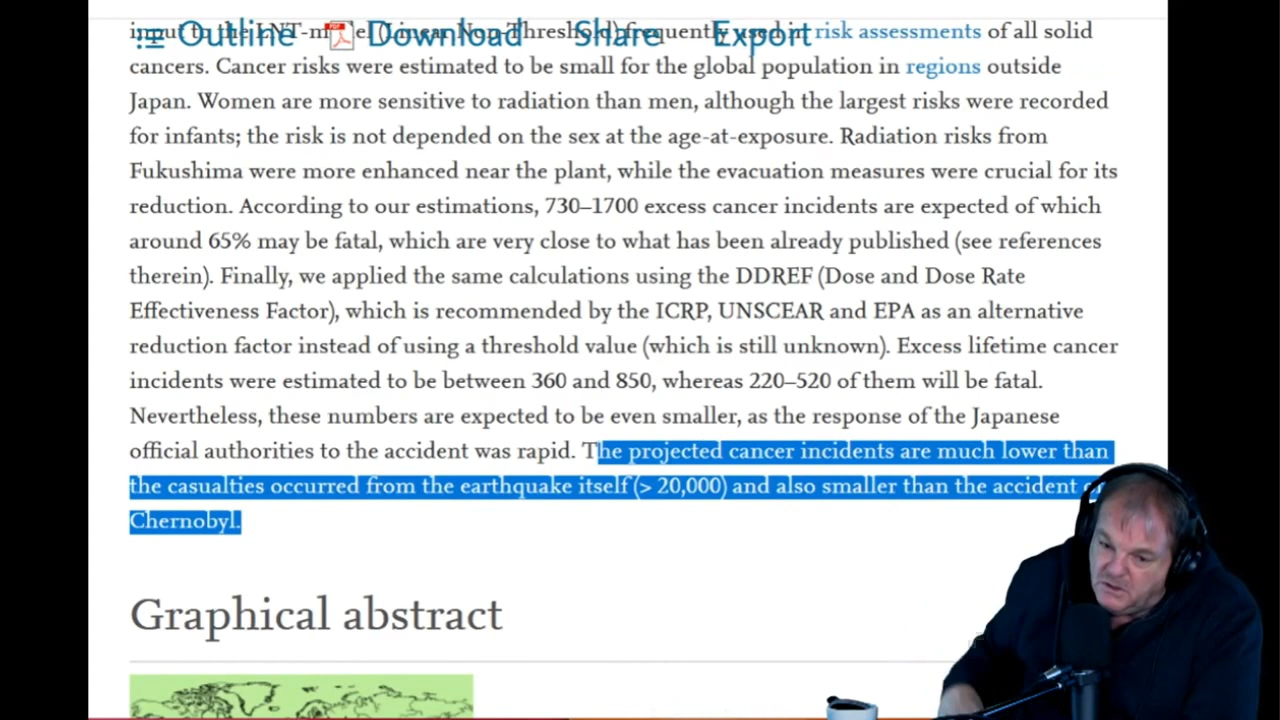 Outline Download Share Export
input to the LNT-model (Linear Non-Threshold) frequently used in risk assessments of all solid
cancers. Cancer risks were estimated to be small for the global population in regions outside
Japan. Women are more sensitive to radiation than men, although the largest risks were recorded
for infants; the risk is not depended on the sex at the age-at-exposure. Radiation risks from
Fukushima were more enhanced near the plant, while the evacuation measures were crucial for its
reduction. According to our estimations, 730–1700 excess cancer incidents are expected of which
around 65% may be fatal, which are very close to what has been already published (see references
therein). Finally, we applied the same calculations using the DDREF (Dose and Dose Rate
Effectiveness Factor), which is recommended by the ICRP, UNSCEAR and EPA as an alternative
reduction factor instead of using a threshold value (which is still unknown). Excess lifetime cancer
incidents were estimated to be between 360 and 850, whereas 220–520 of them will be fatal.
Nevertheless, these numbers are expected to be even smaller, as the response of the Japanese
official authorities to the accident was rapid. The projected cancer incidents are much lower than
the casualties occurred from the earthquake itself (> 20,000) and also smaller than the accident
Chernobyl.
Graphical abstract